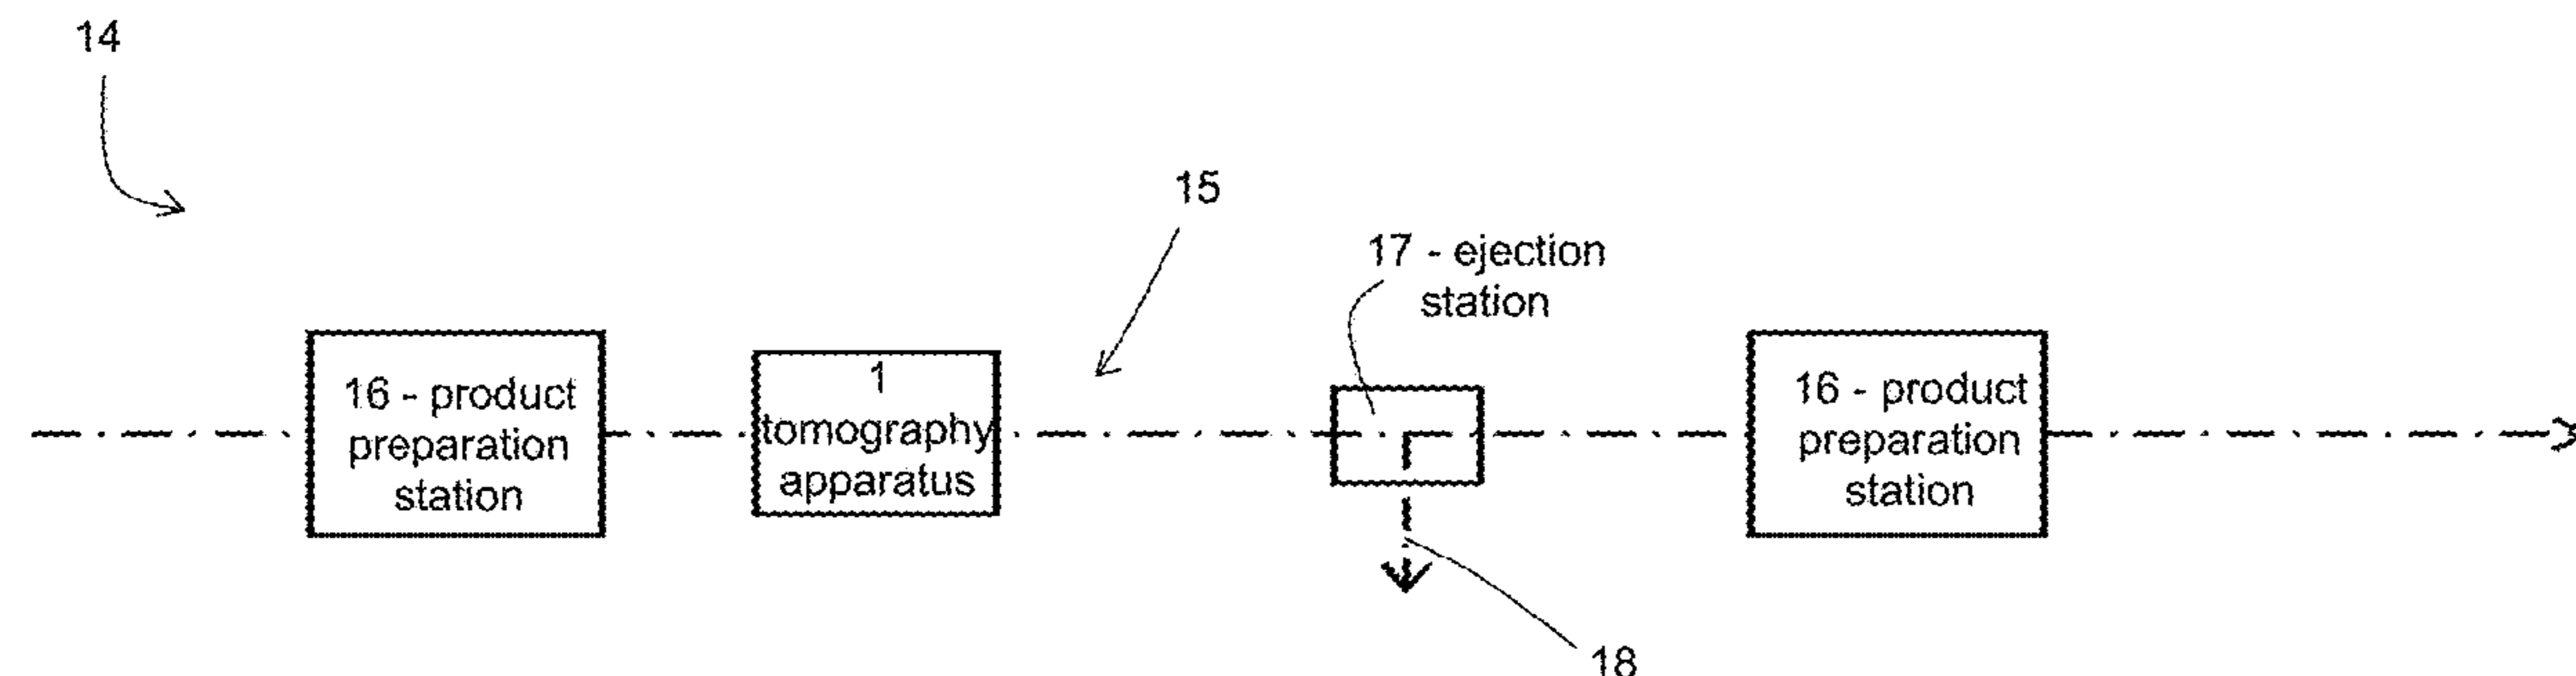 14
15
17 - ejection
station
16 - product
preparation
station
1
tomography
apparatus
16 - product
preparation
station
18